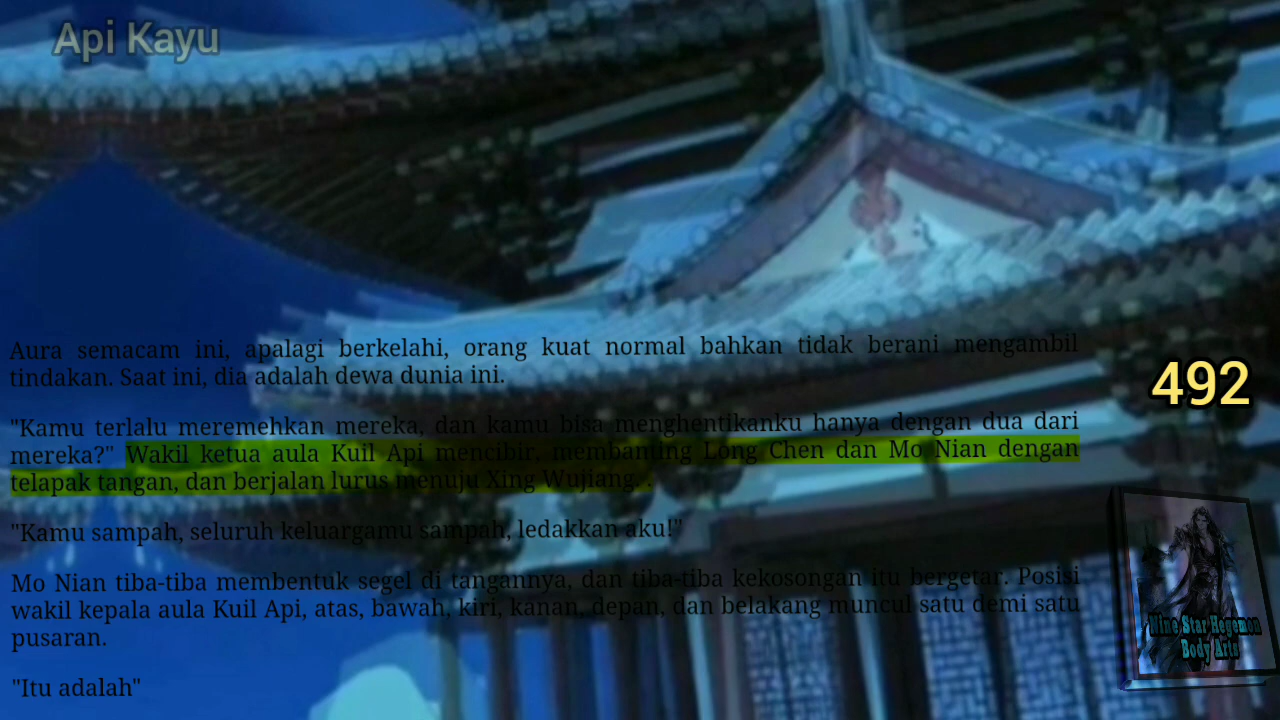 Api Kayu
Aura semacam ini, apalagi berkelahi, orang kuat normal bahkan tidak berani mengambil
tindakan. Saat ini, dia adalah dewa dunia ini.
"Kamu terlalu meremehkan mereka, dan kamu bisa menghentikanku hanya dengan dua dari
mereka?" Wakil ketua aula Kuil Api mencibir, membanting Long Chen dan Mo Nian dengan
telapak tangan, dan berjalan lurus menuju Xing Wujiang. .
"Kamu sampah, seluruh keluargamu sampah, ledakkan aku!"
Mo Nian tiba-tiba membentuk segel di tangannya, dan tiba-tiba kekosongan itu bergetar. Posisi
wakil kepala aula Kuil Api, atas, bawah, kiri, kanan, depan, dan belakang muncul satu demi satu
pusaran.
"Itu adalah"
492
Nine Star Hegemon
Body Arts